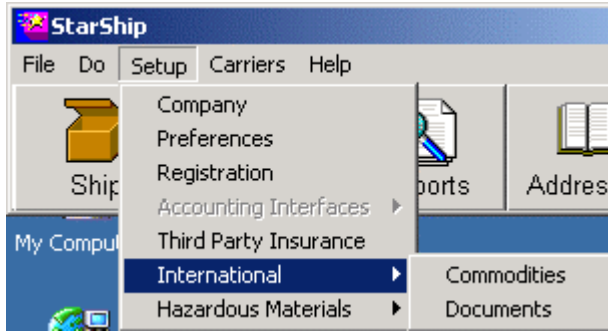 StarShip
File Do Setup Carriers Help
Company
Preferences
Registration
Accounting Interfaces
Third Party Insurance
International
Hazardous Materials
Commodities
Documents
Ship
ports
Addres
My Comput